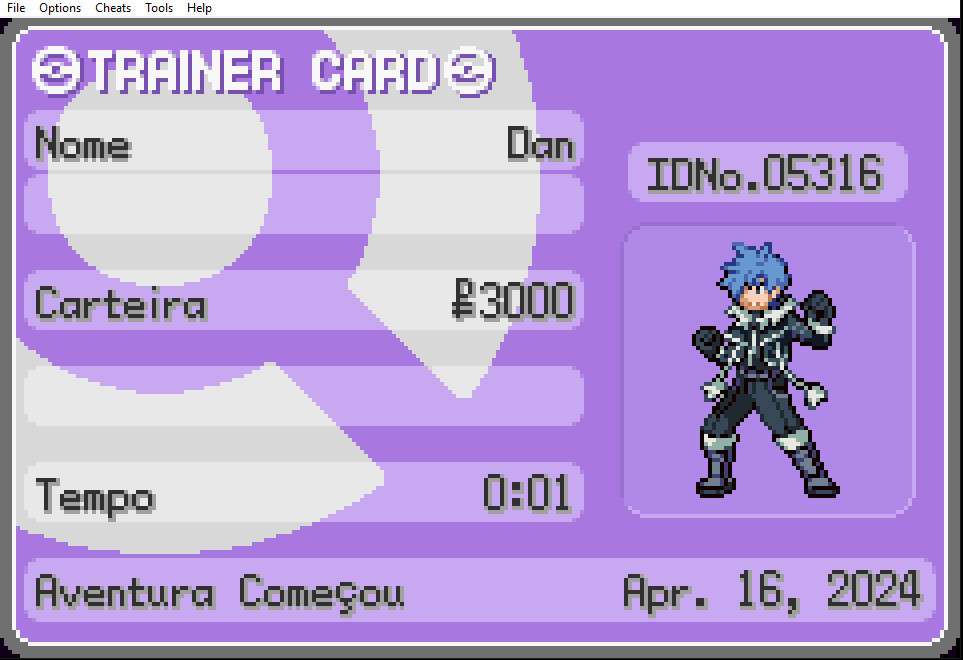 File Options Cheats Tools Help
TRAINER CARD
Nome Dan
IDNo.05316
Carteira ₽3000
Tempo 0:01
Aventura Começou Apr. 16, 2024